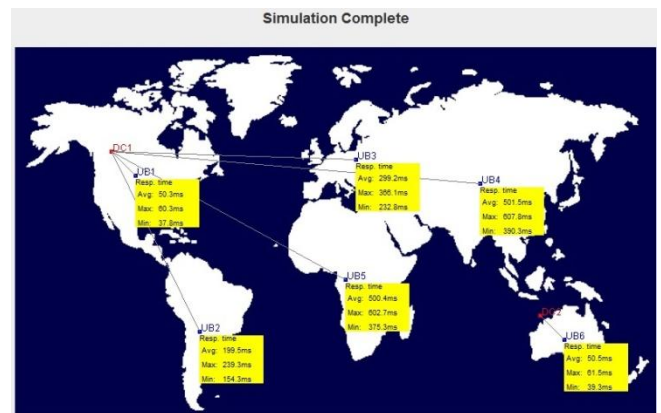 Simulation Complete
DC1
UB1
Resp. time
Avg: 50.3ms
Max: 60.3ms
Min: 37.8ms
UB3
Resp. time
Avg: 299.2ms
Max: 366.1ms
Min: 232.8ms
UB4
Resp. time
Avg: 501.5ms
Max: 607.8ms
Min: 390.3ms
UB5
Resp. time
Avg: 500.4ms
Max: 602.7ms
Min: 375.3ms
UB2
Resp. time
Avg: 199.5ms
Max: 239.3ms
Min: 154.3ms
DC2
UB6
Resp. time
Avg: 50.5ms
Max: 61.5ms
Min: 39.3ms